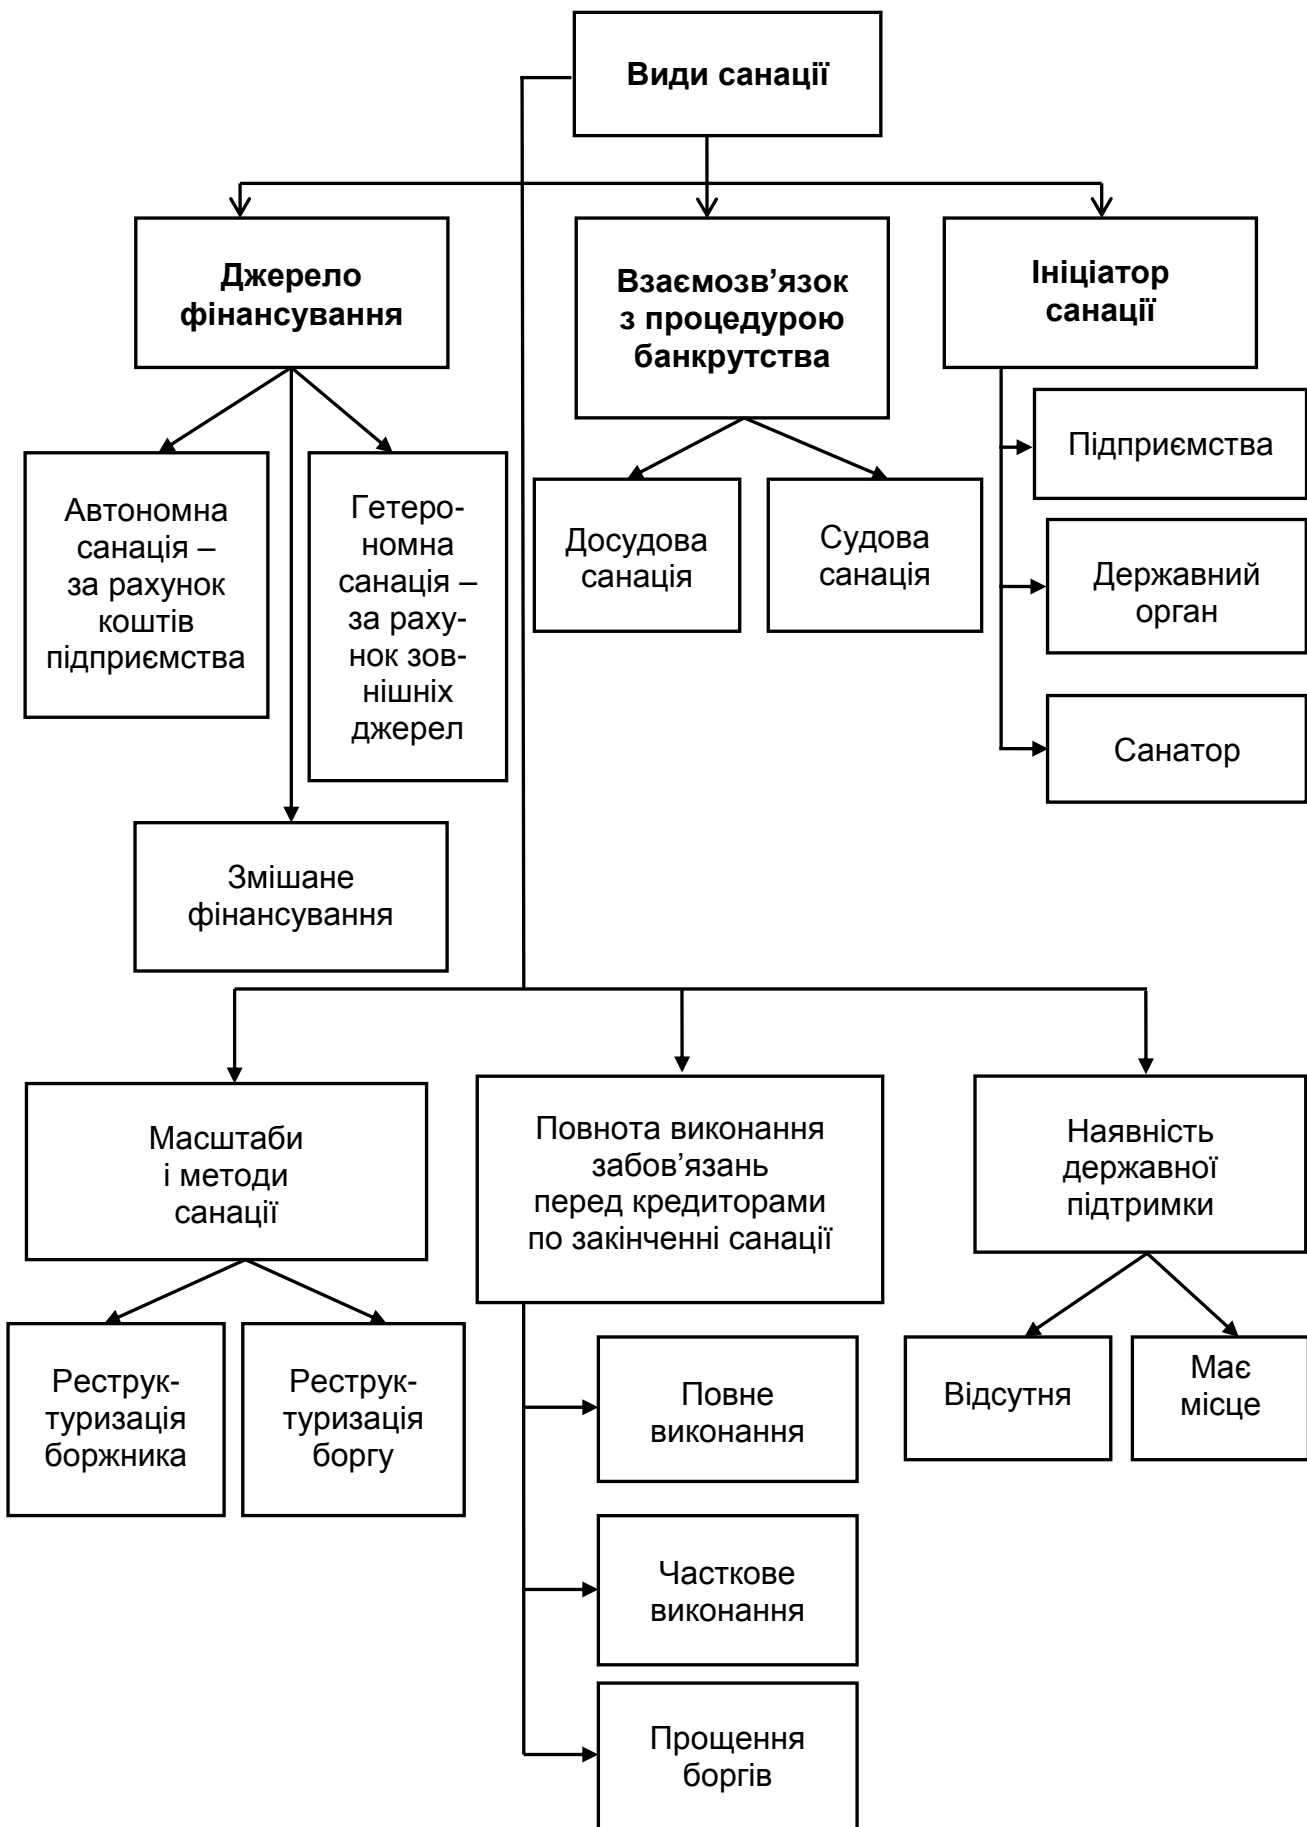 Види санації
Джерело
фінансування
Взаємозв’язок
з процедурою
банкрутства
Ініціатор
санації
Автономна
санація –
за рахунок
коштів
підприємства
Гетеро-
номна
санація –
за раху-
нок зов-
нішніх
джерел
Змішане
фінансування
Досудова
санація
Судова
санація
Підприємства
Державний
орган
Санатор
Масштаби
і методи
санації
Повнота виконання
забов’язань
перед кредиторами
по закінченні санації
Наявність
державної
підтримки
Реструк-
туризація
боржника
Реструк-
туризація
боргу
Повне
виконання
Часткове
виконання
Прощення
боргів
Відсутня
Має
місце